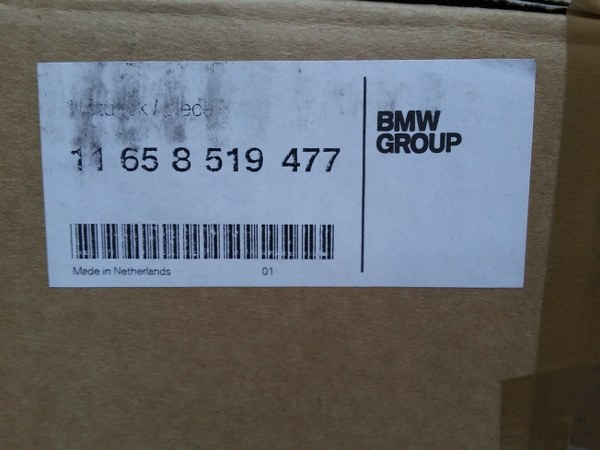 11 65 8 519 477
Made in Netherlands 01
BMW
GROUP